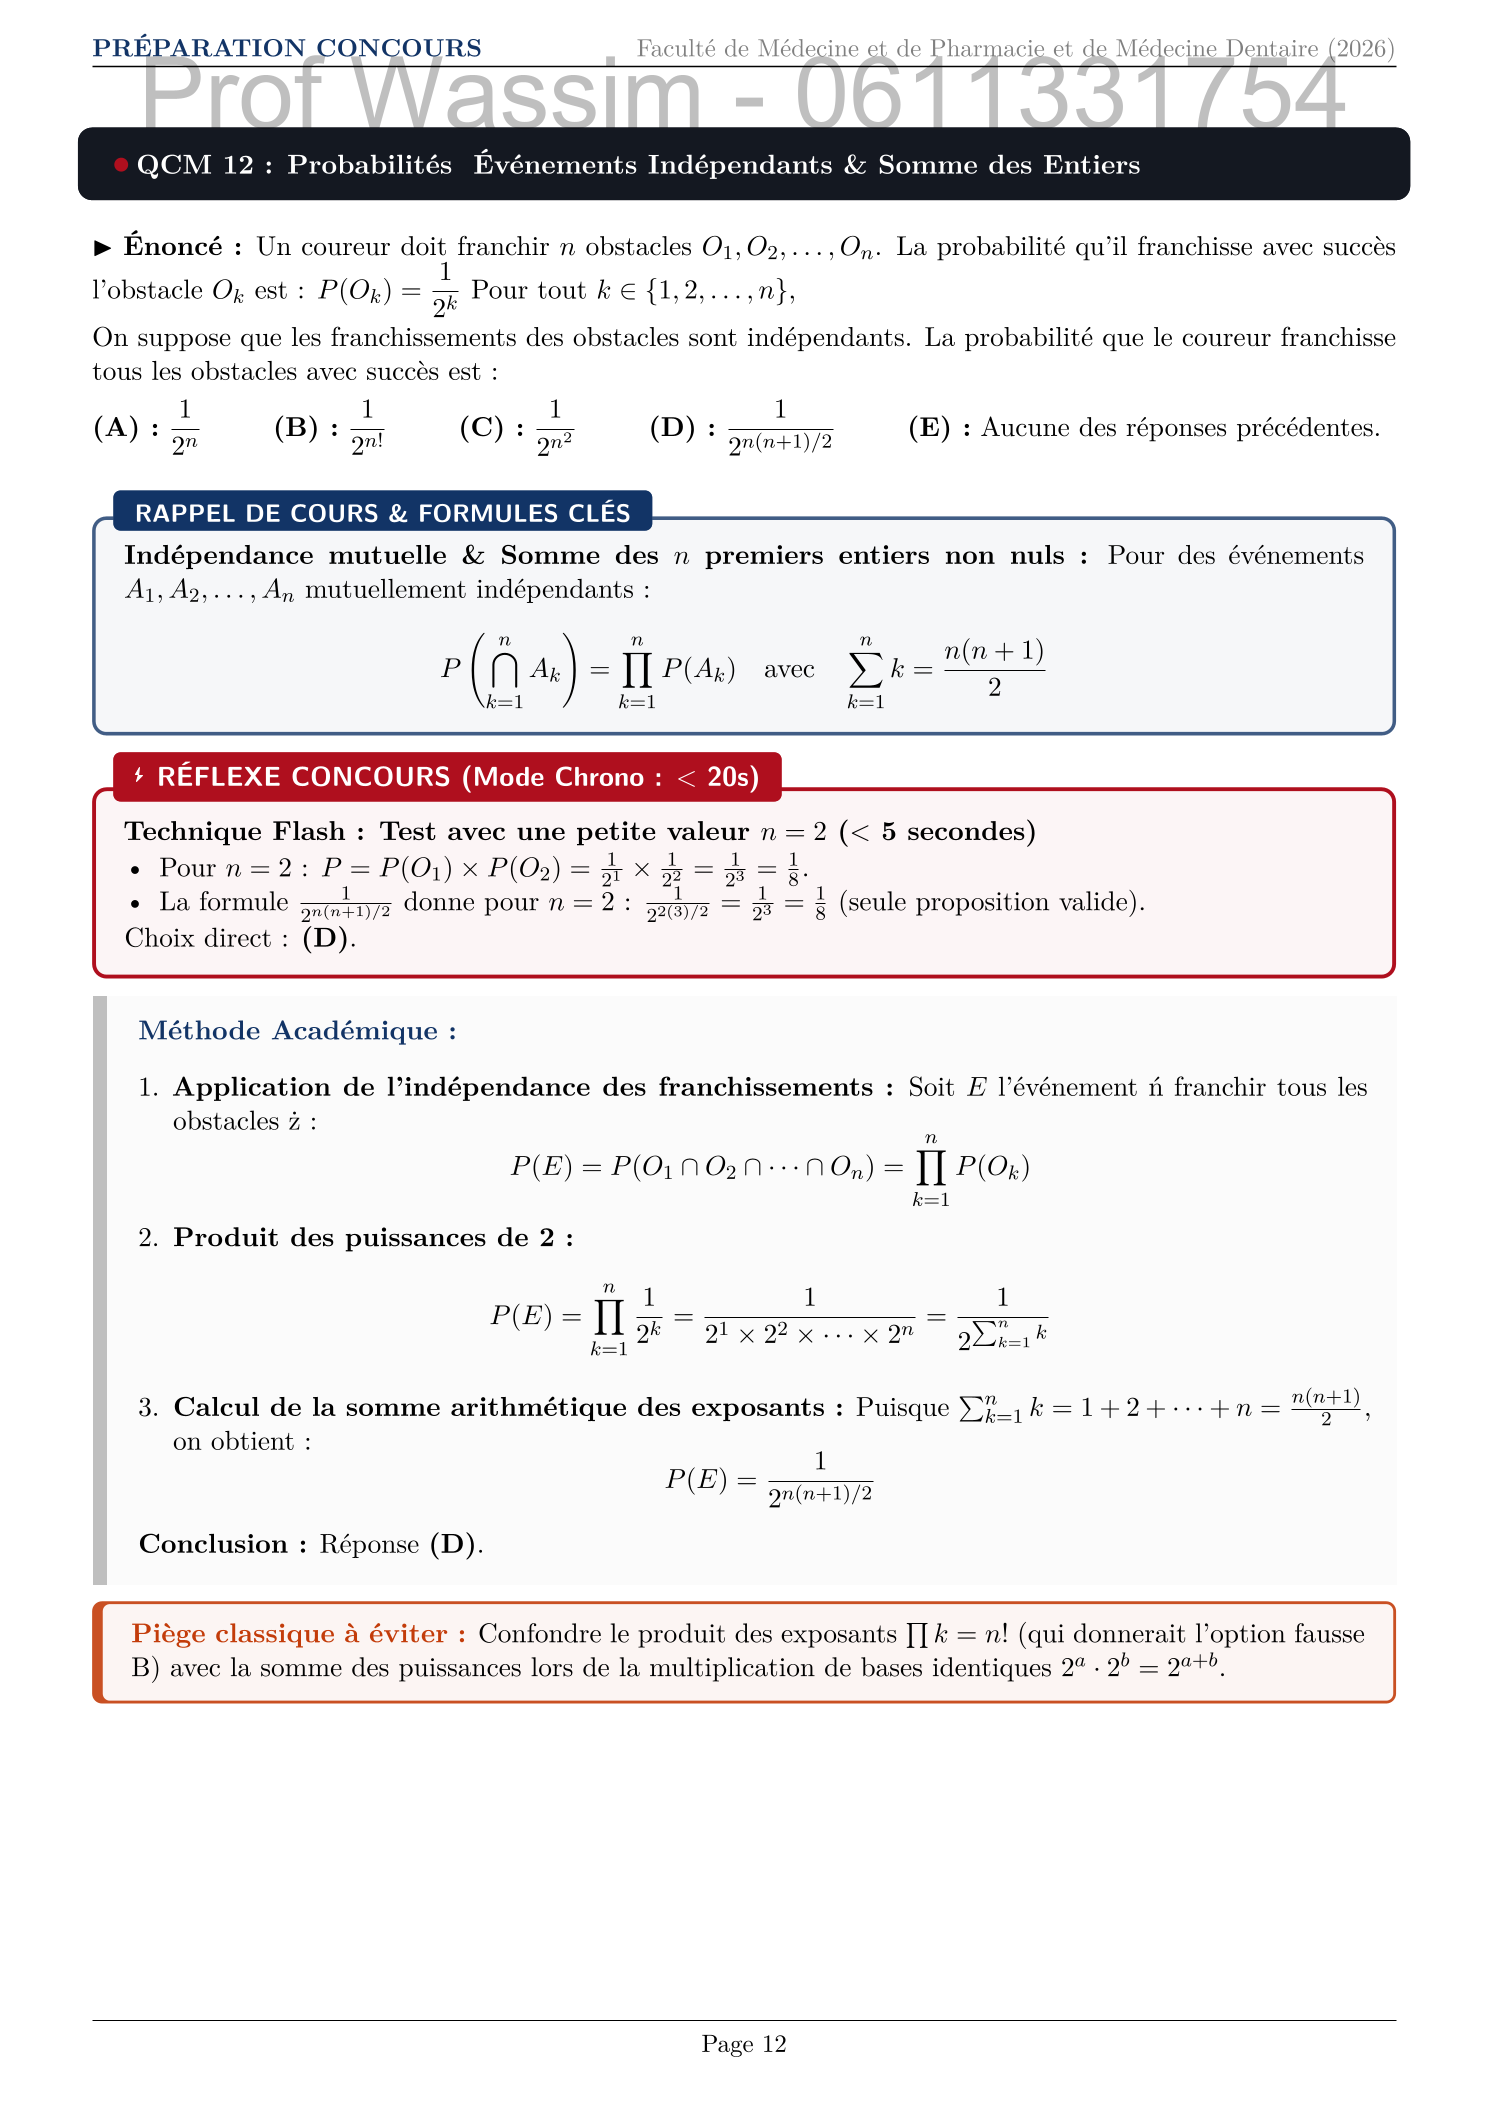 PRÉPARATION CONCOURS Faculté de Médecine et de Pharmacie et de Médecine Dentaire (2026)
Prof Wassim - 0611331754
● QCM 12 : Probabilités Événements Indépendants & Somme des Entiers
▶ Énoncé : Un coureur doit franchir n obstacles O₁, O₂, . . . , Oₙ. La probabilité qu'il franchisse avec succès
l'obstacle Oₖ est : P(Oₖ) = 1/2^k Pour tout k ∈ {1, 2, . . . , n},
On suppose que les franchissements des obstacles sont indépendants. La probabilité que le coureur franchisse
tous les obstacles avec succès est :
(A) : 1/2^n (B) : 1/2^{n!} (C) : 1/2^{n^2} (D) : 1/2^{n(n+1)/2} (E) : Aucune des réponses précédentes.
RAPPEL DE COURS & FORMULES CLÉS
Indépendance mutuelle & Somme des n premiers entiers non nuls : Pour des événements
A₁, A₂, . . . , Aₙ mutuellement indépendants :
P(⋂_{k=1}^{n} Aₖ) = ∏_{k=1}^{n} P(Aₖ) avec ∑_{k=1}^{n} k = n(n + 1)/2
RÉFLEXE CONCOURS (Mode Chrono : < 20s)
Technique Flash : Test avec une petite valeur n = 2 (< 5 secondes)
• Pour n = 2 : P = P(O₁) × P(O₂) = 1/2^1 × 1/2^2 = 1/2^3 = 1/8.
• La formule 1/2^{n(n+1)/2} donne pour n = 2 : 1/2^{2(3)/2} = 1/2^3 = 1/8 (seule proposition valide).
Choix direct : (D).
Méthode Académique :
1. Application de l'indépendance des franchissements : Soit E l'événement ń franchir tous les
obstacles ż :
P(E) = P(O₁ ∩ O₂ ∩ · · · ∩ Oₙ) = ∏_{k=1}^{n} P(Oₖ)
2. Produit des puissances de 2 :
P(E) = ∏_{k=1}^{n} 1/2^k = 1/(2^1 × 2^2 × · · · × 2^n) = 1/2^{∑_{k=1}^{n} k}
3. Calcul de la somme arithmétique des exposants : Puisque ∑_{k=1}^{n} k = 1 + 2 + · · · + n = n(n+1)/2,
on obtient :
P(E) = 1/2^{n(n+1)/2}
Conclusion : Réponse (D).
Piège classique à éviter : Confondre le produit des exposants ∏ k = n! (qui donnerait l'option fausse
B) avec la somme des puissances lors de la multiplication de bases identiques 2^a · 2^b = 2^{a+b}.
Page 12